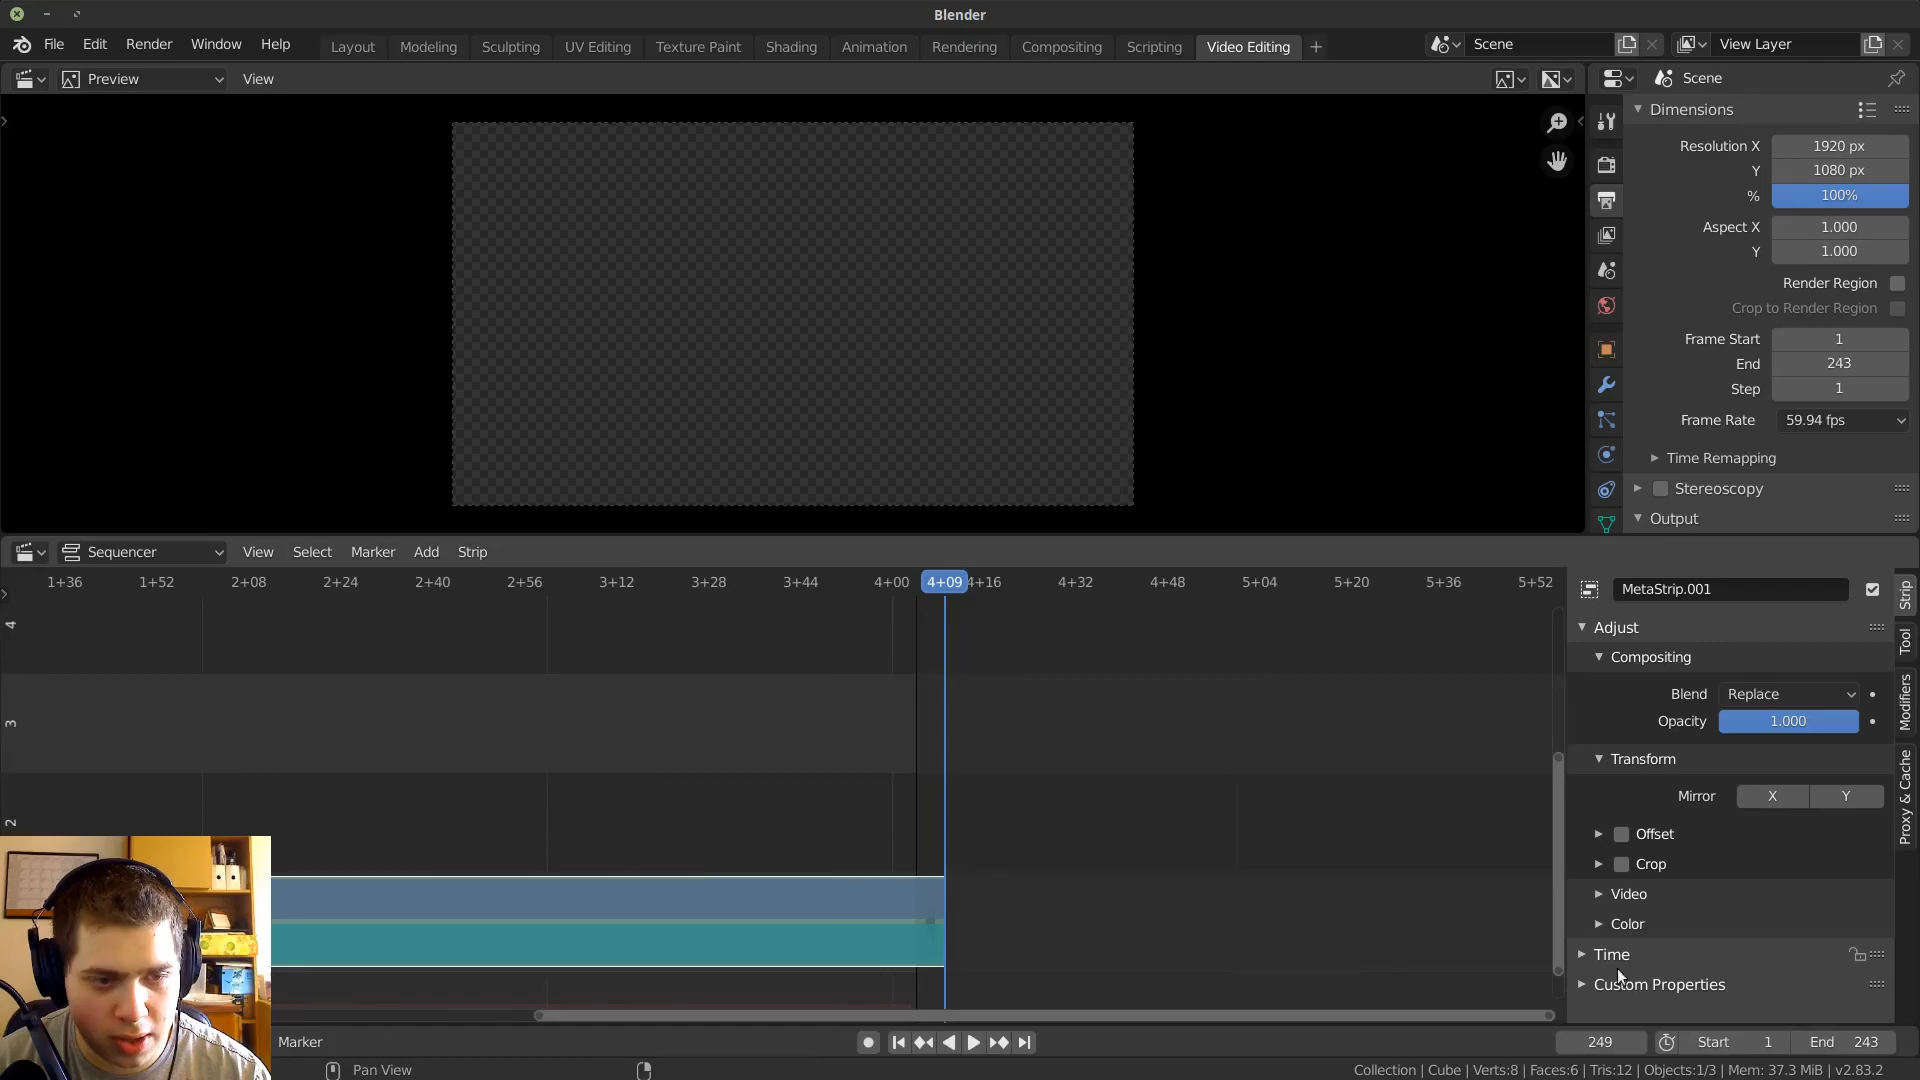 Blender
File Edit Render Window Help Layout Modeling Sculpting UV Editing Texture Paint Shading Animation Rendering Compositing Scripting Video Editing + Scene View Layer
Preview View Scene
Dimensions
Resolution X 1920 px
Y 1080 px
% 100%
Aspect X 1.000
Y 1.000
Render Region
Crop to Render Region
Frame Start 1
End 243
Step 1
Frame Rate 59.94 fps
Time Remapping
Stereoscopy
Output
Sequencer View Select Marker Add Strip
1+36 1+52 2+08 2+24 2+40 2+56 3+12 3+28 3+44 4+00 4+09 4+16 4+32 4+48 5+04 5+20 5+36 5+52
4
3
2
MetaStrip.001
Adjust
Compositing
Blend Replace
Opacity 1.000
Transform
Mirror X Y
Offset
Crop
Video
Color
Time
Custom Properties
Strip
Tool
Modifiers
Proxy & Cache
Marker 249 Start 1 End 243
Pan View Collection | Cube | Verts:8 | Faces:6 | Tris:12 | Objects:1/3 | Mem: 37.3 MiB | v2.83.2